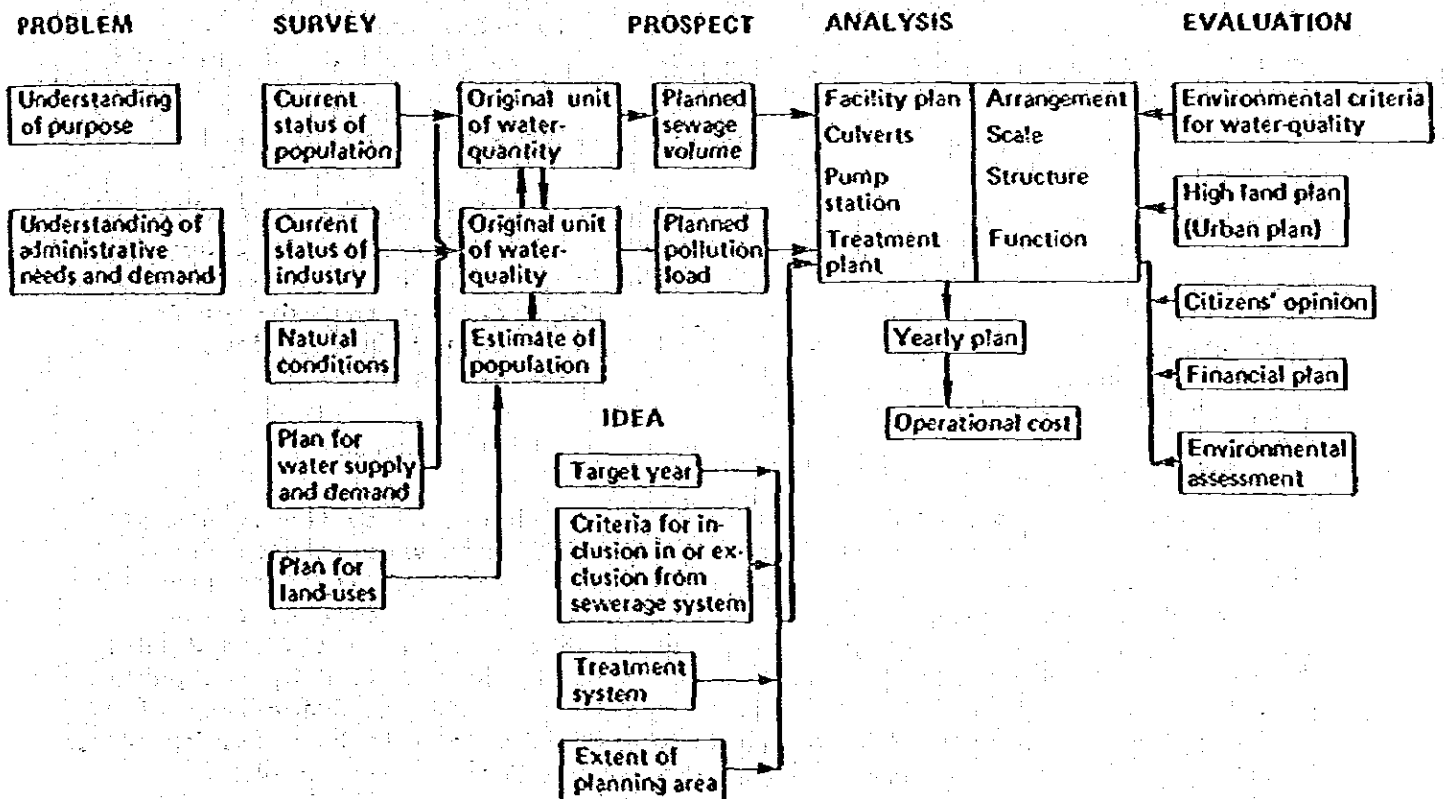 PROBLEM
SURVEY
PROSPECT
ANALYSIS
EVALUATION
Understanding
of purpose
Understanding of
administrative
needs and demand
Current
status of
population
Current
status of
industry
Natural
conditions
Plan for
water supply
and demand
Plan for
land-uses
Original unit
of water-
quantity
Original unit
of water-
quality
Estimate of
population
Planned
sewage
volume
Planned
pollution
load
IDEA
Target year
Criteria for in-
clusion in or ex-
clusion from
sewerage system
Treatment
system
Extent of
planning area
Facility plan
Culverts
Pump
station
Treatment
plant
Arrangement
Scale
Structure
Function
Yearly plan
Operational cost
Environmental criteria
for water-quality
High land plan
(Urban plan)
Citizens' opinion
Financial plan
Environmental
assessment